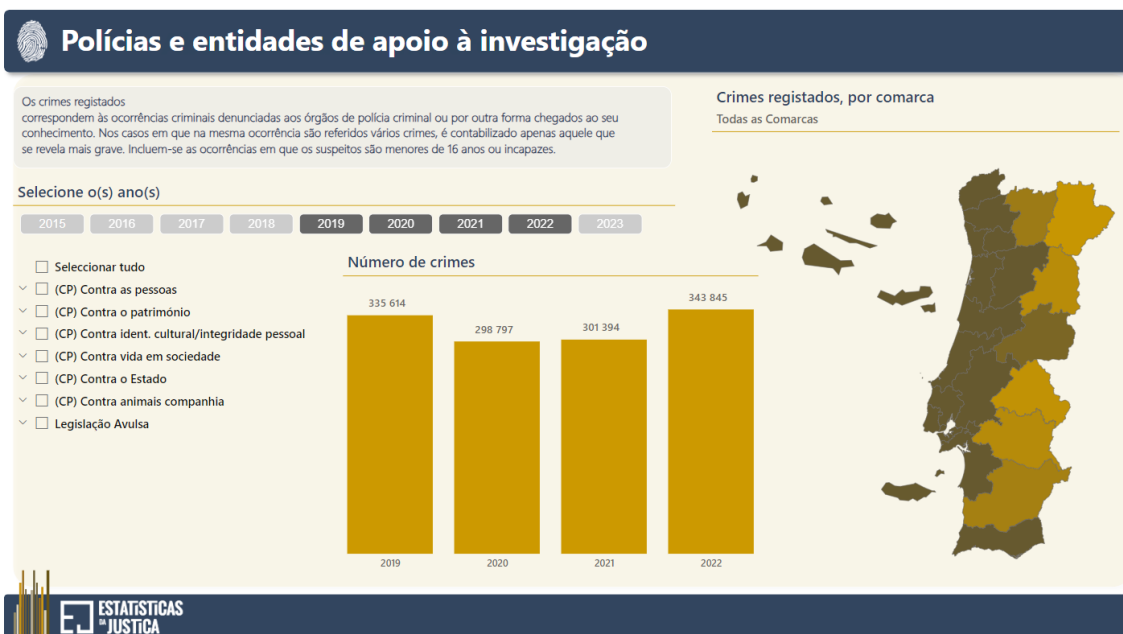 Polícias e entidades de apoio à investigação
Os crimes registados
correspondem às ocorrências criminais denunciadas aos órgãos de polícia criminal ou por outra forma chegados ao seu
conhecimento. Nos casos em que na mesma ocorrência são referidos vários crimes, é contabilizado apenas aquele que
se revela mais grave. Incluem-se as ocorrências em que os suspeitos são menores de 16 anos ou incapazes.
Crimes registados, por comarca
Todas as Comarcas
Selecione o(s) ano(s)
2015 2016 2017 2018 2019 2020 2021 2022 2023
Seleccionar tudo
(CP) Contra as pessoas
(CP) Contra o património
(CP) Contra ident. cultural/integridade pessoal
(CP) Contra vida em sociedade
(CP) Contra o Estado
(CP) Contra animais companhia
Legislação Avulsa
Número de crimes
335 614
298 797
301 394
343 845
2019 2020 2021 2022
EJ ESTATíSTiCAS
DA JUSTiÇA